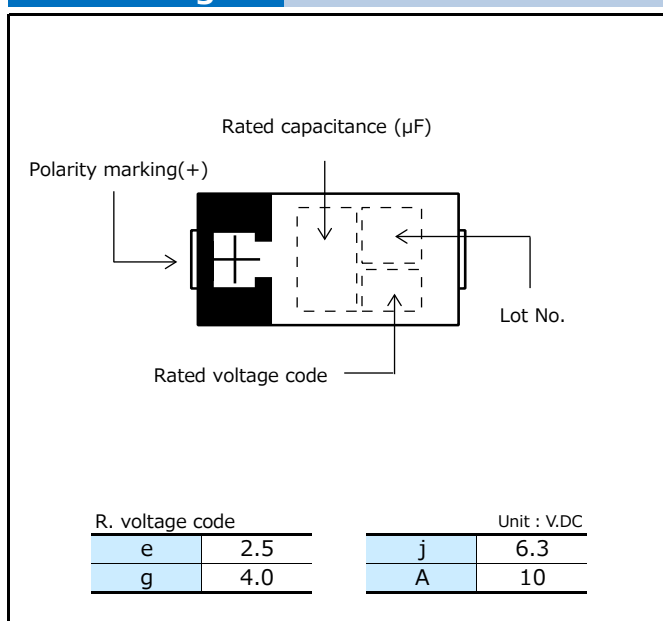 Rated capacitance (μF)
Polarity marking(+)
Lot No.
Rated voltage code
R. voltage code
Unit : V.DC
e 2.5 j 6.3
g 4.0 A 10